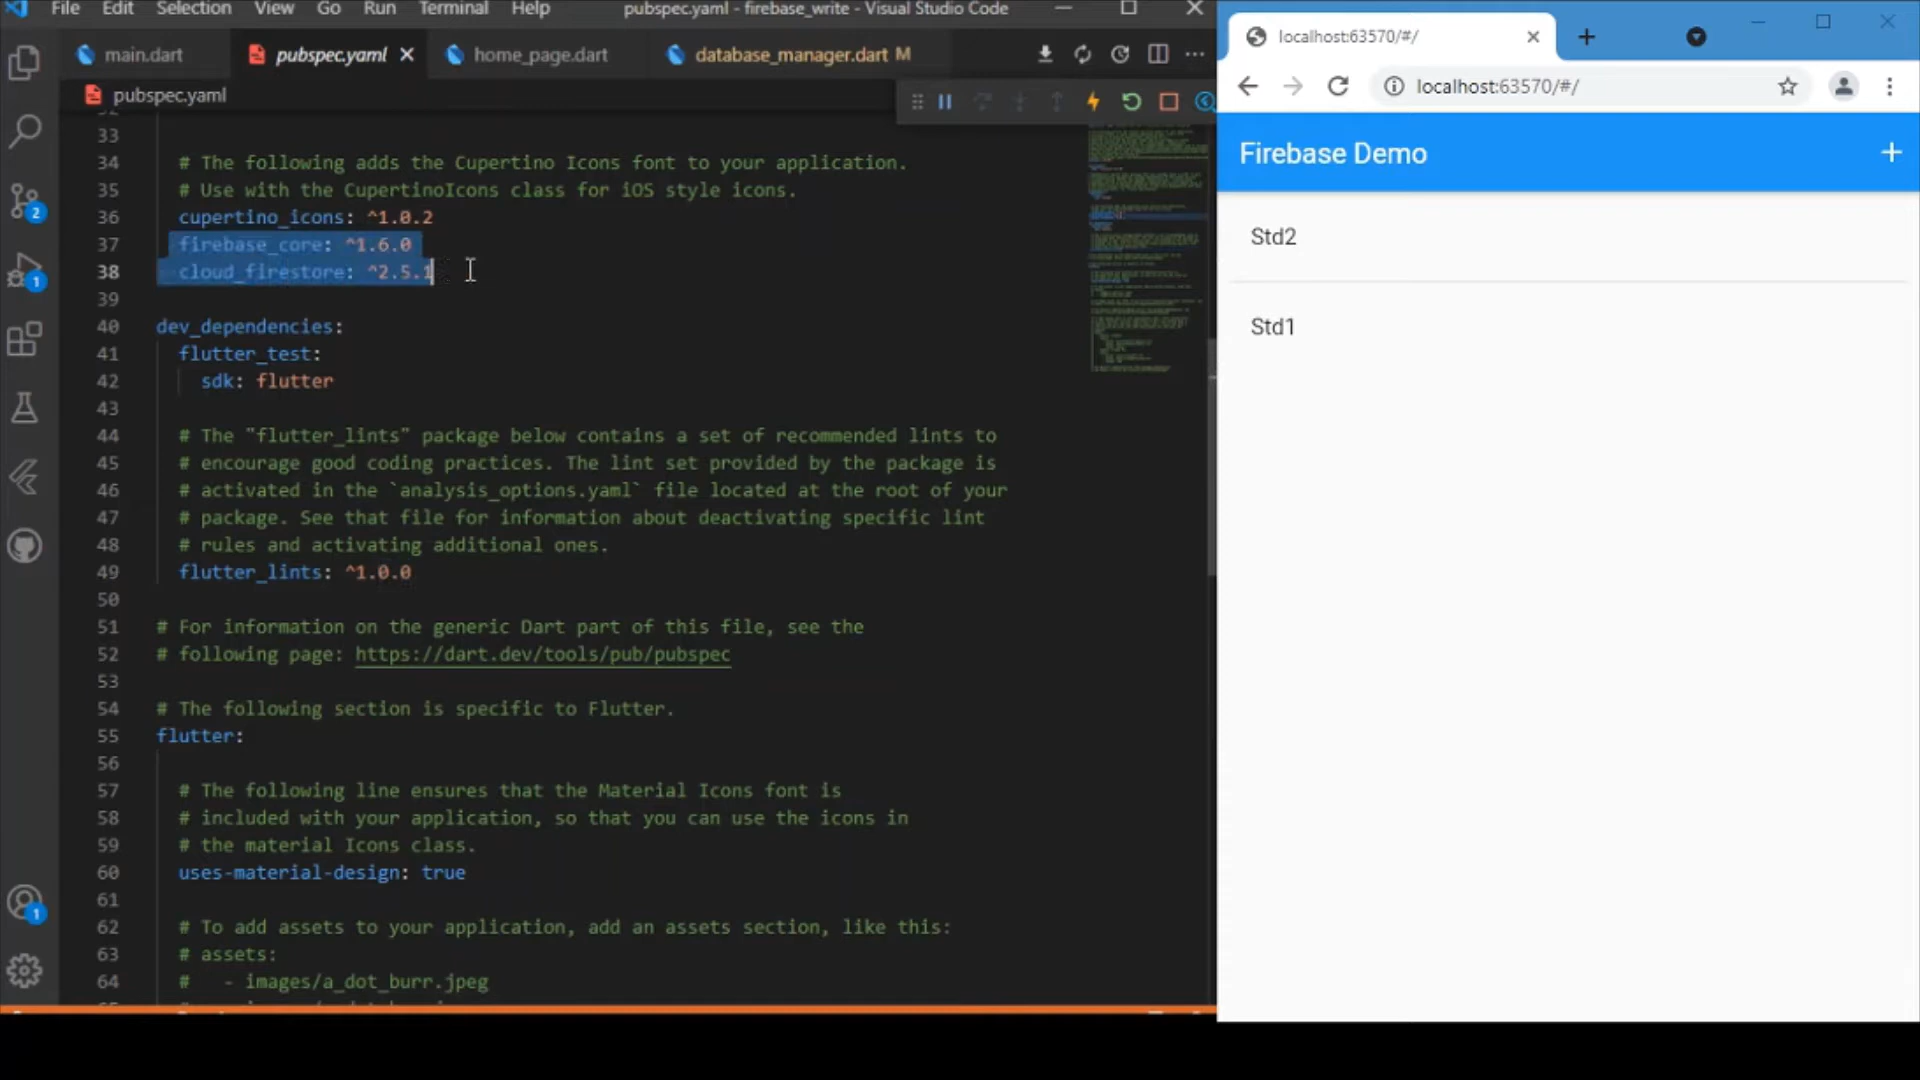 File Edit Selection View Go Run Terminal Help pubspec.yaml - firebase_write - Visual Studio Code
main.dart pubspec.yaml home_page.dart database_manager.dart M
pubspec.yaml
33
34 # The following adds the Cupertino Icons font to your application.
35 # Use with the CupertinoIcons class for iOS style icons.
36 cupertino_icons: ^1.0.2
37 firebase_core: ^1.6.0
38 cloud_firestore: ^2.5.1
39
40 dev_dependencies:
41 flutter_test:
42 sdk: flutter
43
44 # The "flutter_lints" package below contains a set of recommended lints to
45 # encourage good coding practices. The lint set provided by the package is
46 # activated in the `analysis_options.yaml` file located at the root of your
47 # package. See that file for information about deactivating specific lint
48 # rules and activating additional ones.
49 flutter_lints: ^1.0.0
50
51 # For information on the generic Dart part of this file, see the
52 # following page: https://dart.dev/tools/pub/pubspec
53
54 # The following section is specific to Flutter.
55 flutter:
56
57 # The following line ensures that the Material Icons font is
58 # included with your application, so that you can use the icons in
59 # the material Icons class.
60 uses-material-design: true
61
62 # To add assets to your application, add an assets section, like this:
63 # assets:
64 # - images/a_dot_burr.jpeg
2
1
1
localhost:63570/#/
localhost:63570/#/
Firebase Demo
Std2
Std1